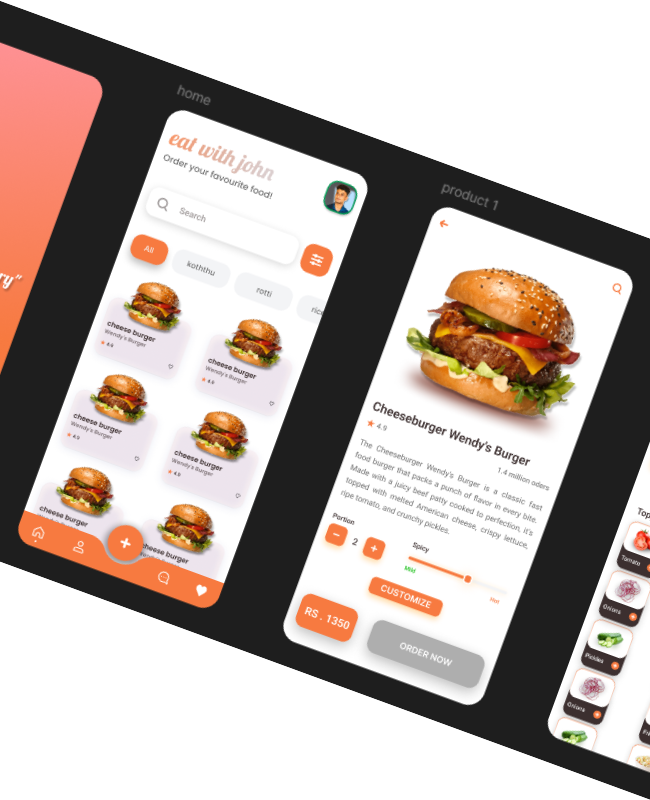 ry"
home
eat with john
Order your favourite food!
Search
All
koththu
rotti
rice
cheese burger
Wendy's Burger
4.9
cheese burger
Wendy's Burger
4.9
cheese burger
Wendy's Burger
4.9
cheese burger
Wendy's Burger
4.9
cheese burger
cheese burger
+
product 1
Cheeseburger Wendy's Burger
4.9
1.4 million oders
The Cheeseburger Wendy's Burger is a classic fast
food burger that packs a punch of flavor in every bite.
Made with a juicy beef patty cooked to perfection, it's
topped with melted American cheese, crispy lettuce,
ripe tomato, and crunchy pickles.
Portion
Spicy
− 2 +
Hot
CUSTOMIZE
RS . 1350
ORDER NOW
Top
Tomato
Onions
Pickles
Onions